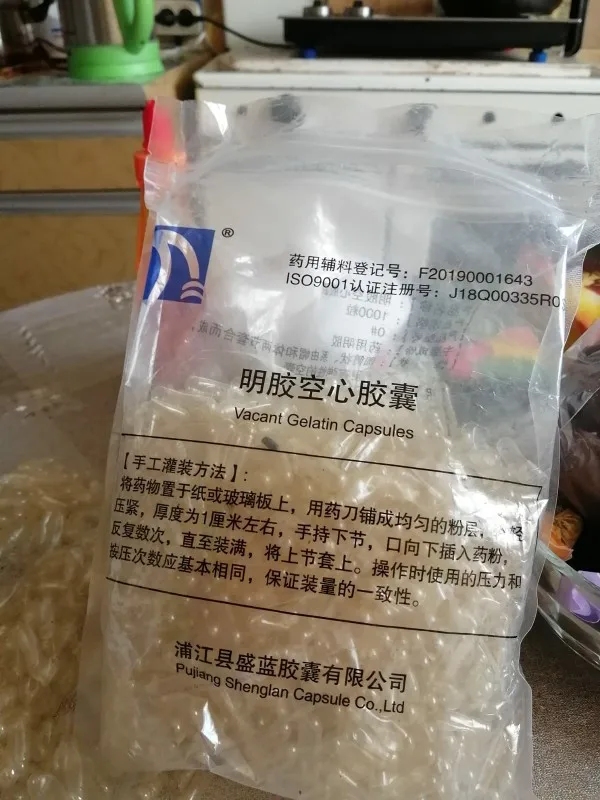 ®
药用辅料登记号：F20190001643
ISO9001认证注册号：J18Q00335R0
明胶空心胶囊
Vacant Gelatin Capsules
【手工灌装方法】：
将药物置于纸或玻璃板上，用药刀铺成均匀的粉层，轻
压紧，厚度为1厘米左右，手持下节，口向下插入药粉，
反复数次，直至装满，将上节套上。操作时使用的压力和
按压次数应基本相同，保证装量的一致性。
浦江县盛蓝胶囊有限公司
Pujiang Shenglan Capsule Co.,Ltd